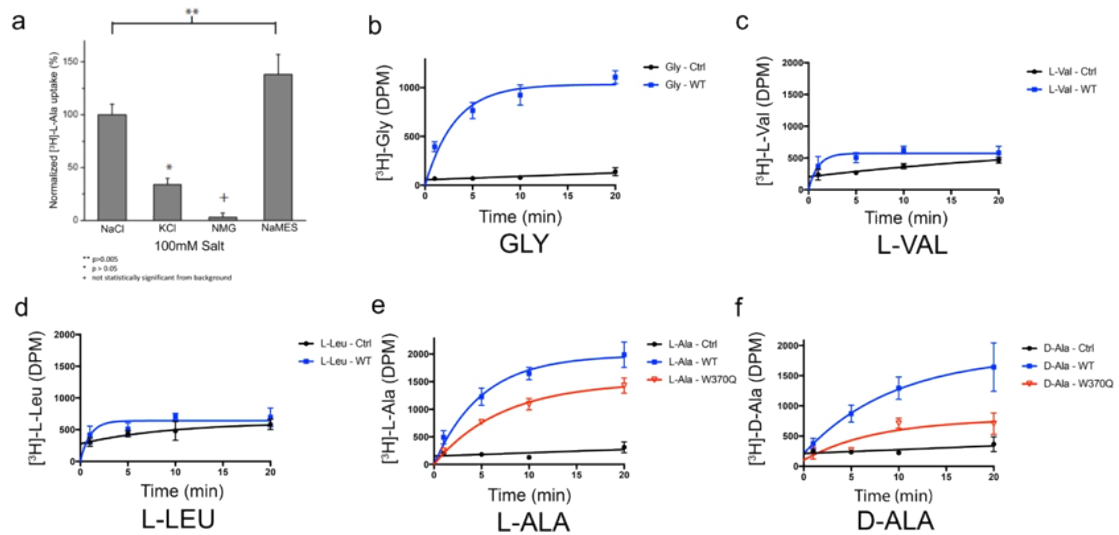 a
**
Normalized [³H]-L-Ala uptake (%)
150
100
50
0
*
+
NaCl
KCl
NMG
NaMES
100mM Salt
** p>0.005
* p > 0.05
+ not statistically significant from background
b
[³H]-Gly (DPM)
1000
500
0
0
5
10
15
20
Time (min)
GLY
Gly - Ctrl
Gly - WT
c
[³H]-L-Val (DPM)
2000
1500
1000
500
0
0
5
10
15
20
Time (min)
L-VAL
L-Val - Ctrl
L-Val - WT
d
[³H]-L-Leu (DPM)
2000
1500
1000
500
0
0
5
10
15
20
Time (min)
L-LEU
L-Leu - Ctrl
L-Leu - WT
e
[³H]-L-Ala (DPM)
2000
1500
1000
500
0
0
5
10
15
20
Time (min)
L-ALA
L-Ala - Ctrl
L-Ala - WT
L-Ala - W370Q
f
[³H]-D-Ala (DPM)
2000
1500
1000
500
0
0
5
10
15
20
Time (min)
D-ALA
D-Ala - Ctrl
D-Ala - WT
D-Ala - W370Q